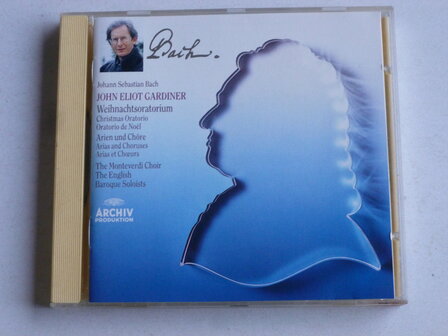 Bach.
Johann Sebastian Bach
JOHN ELIOT GARDINER
Weihnachtsoratorium
Christmas Oratorio
Oratorio de Noël
Arien und Chöre
Arias and Choruses
Arias et Chœurs
The Monteverdi Choir
The English
Baroque Soloists
ARCHIV
PRODUKTION